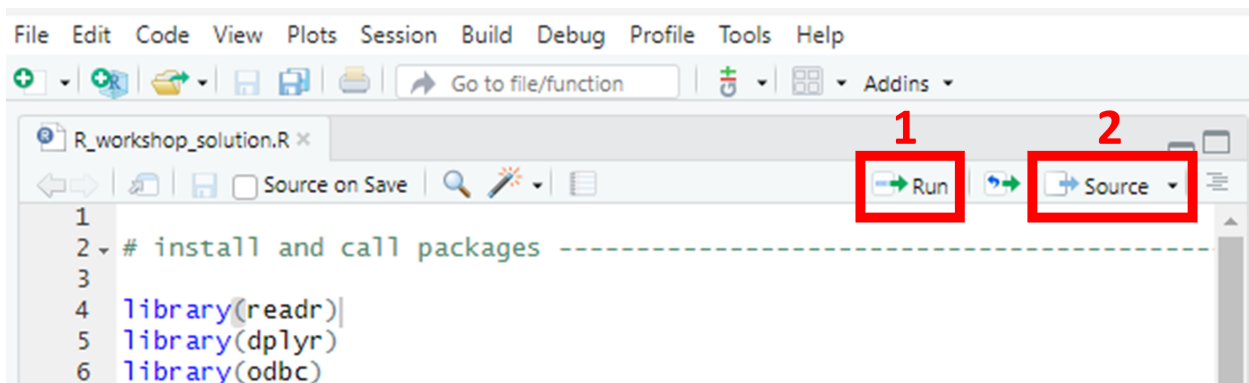 File Edit Code View Plots Session Build Debug Profile Tools Help
Go to file/function Addins
R_workshop_solution.R
1 2
Source on Save Run Source
1
2 # install and call packages --------------------------------------------
3
4 library(readr)
5 library(dplyr)
6 library(odbc)